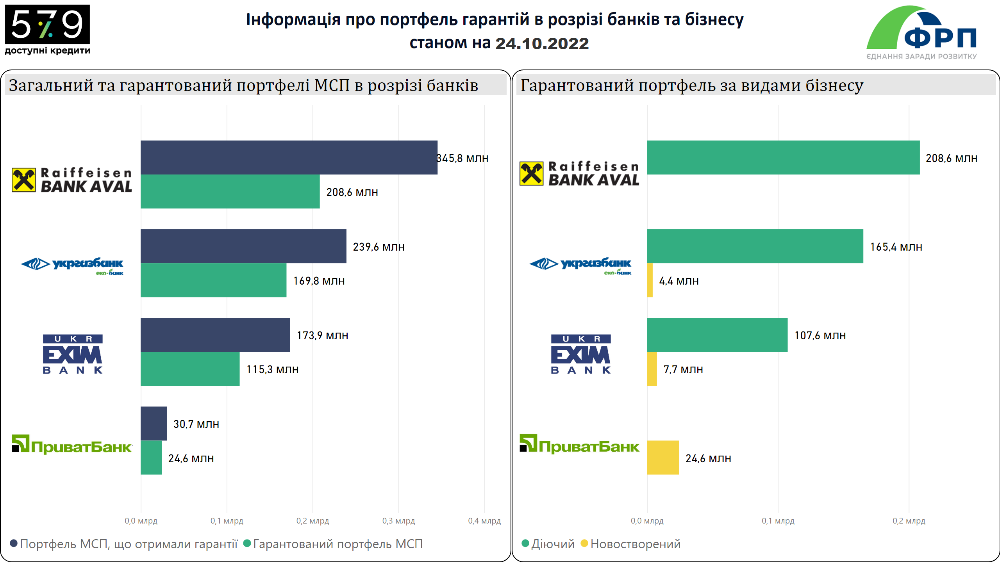 5%7%9
доступні кредити
Інформація про портфель гарантій в розрізі банків та бізнесу
станом на 24.10.2022
ФРП
ЄДНАННЯ ЗАРАДИ РОЗВИТКУ
Загальний та гарантований портфелі МСП в розрізі банків
Raiffeisen
BANK AVAL
345,8 млн
208,6 млн
укргазбанк
еко·банк
239,6 млн
169,8 млн
UKR
EXIM
BANK
173,9 млн
115,3 млн
ПриватБанк
30,7 млн
24,6 млн
0,0 млрд 0,1 млрд 0,2 млрд 0,3 млрд 0,4 млрд
Портфель МСП, що отримали гарантії Гарантований портфель МСП
Гарантований портфель за видами бізнесу
Raiffeisen
BANK AVAL
208,6 млн
укргазбанк
еко·банк
165,4 млн
4,4 млн
UKR
EXIM
BANK
107,6 млн
7,7 млн
ПриватБанк
24,6 млн
0,0 млрд 0,1 млрд 0,2 млрд
Діючий Новостворений